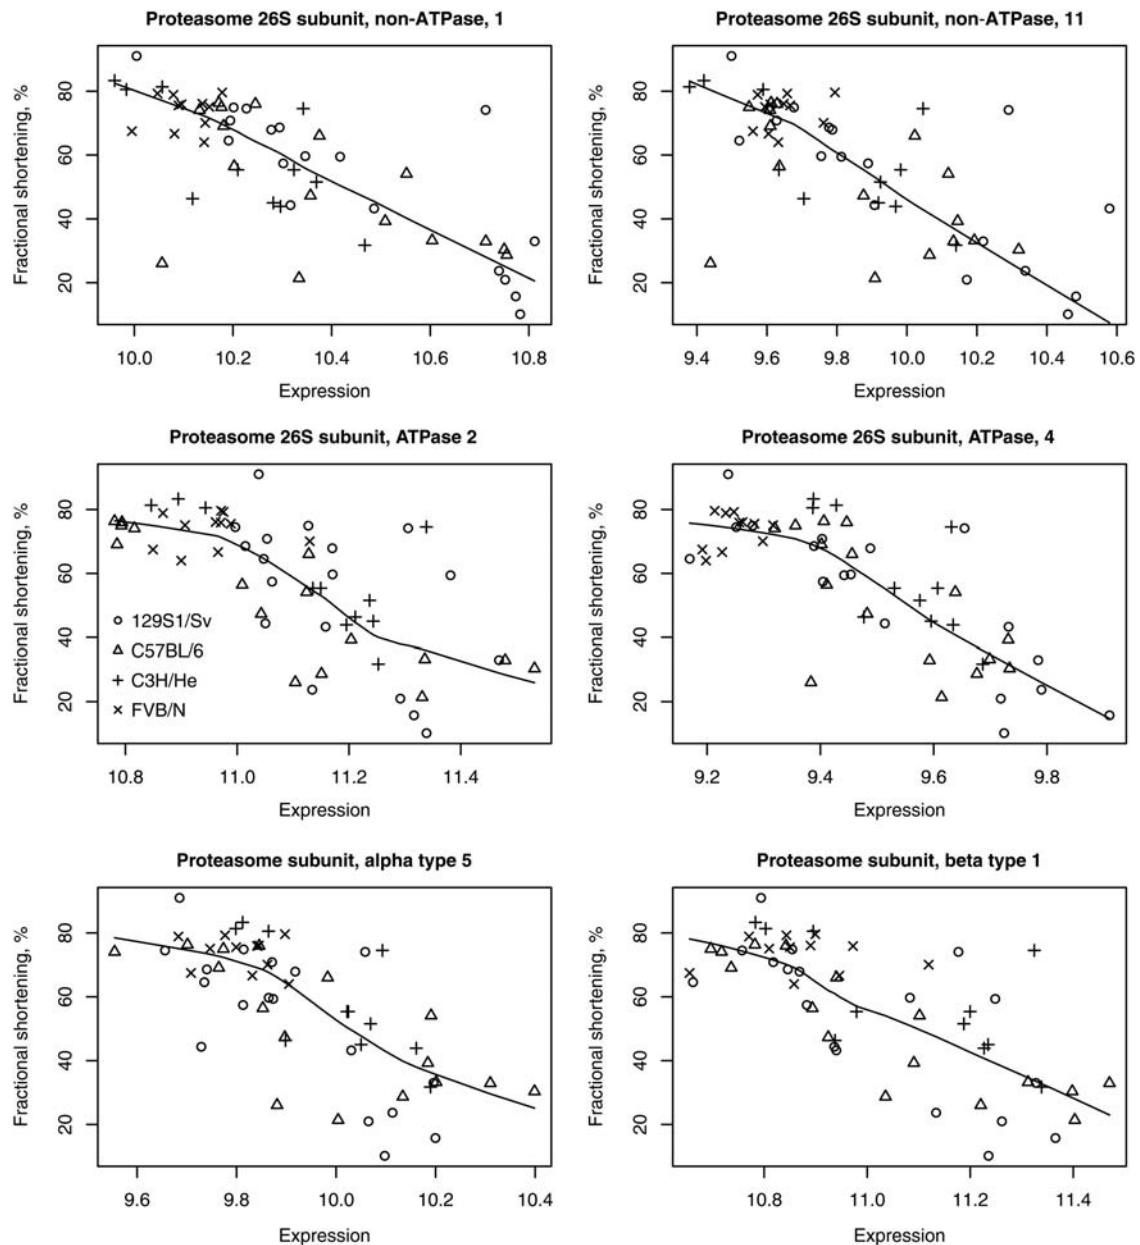 Proteasome 26S subunit, non-ATPase, 1
Fractional shortening, %
80
60
40
20
10.0 10.2 10.4 10.6 10.8
Expression
Proteasome 26S subunit, non-ATPase, 11
Fractional shortening, %
80
60
40
20
9.4 9.6 9.8 10.0 10.2 10.4 10.6
Expression
Proteasome 26S subunit, ATPase 2
Fractional shortening, %
80
60
40
20
129S1/Sv
C57BL/6
C3H/He
FVB/N
10.8 11.0 11.2 11.4
Expression
Proteasome 26S subunit, ATPase, 4
Fractional shortening, %
80
60
40
20
9.2 9.4 9.6 9.8
Expression
Proteasome subunit, alpha type 5
Fractional shortening, %
80
60
40
20
9.6 9.8 10.0 10.2 10.4
Expression
Proteasome subunit, beta type 1
Fractional shortening, %
80
60
40
20
10.8 11.0 11.2 11.4
Expression